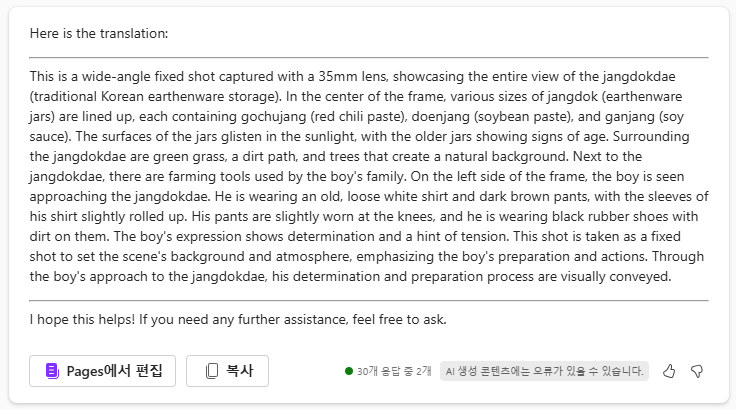 Here is the translation:
This is a wide-angle fixed shot captured with a 35mm lens, showcasing the entire view of the jangdokdae
(traditional Korean earthenware storage). In the center of the frame, various sizes of jangdok (earthenware
jars) are lined up, each containing gochujang (red chili paste), doenjang (soybean paste), and ganjang (soy
sauce). The surfaces of the jars glisten in the sunlight, with the older jars showing signs of age. Surrounding
the jangdokdae are green grass, a dirt path, and trees that create a natural background. Next to the
jangdokdae, there are farming tools used by the boy's family. On the left side of the frame, the boy is seen
approaching the jangdokdae. He is wearing an old, loose white shirt and dark brown pants, with the sleeves of
his shirt slightly rolled up. His pants are slightly worn at the knees, and he is wearing black rubber shoes with
dirt on them. The boy's expression shows determination and a hint of tension. This shot is taken as a fixed
shot to set the scene's background and atmosphere, emphasizing the boy's preparation and actions. Through
the boy's approach to the jangdokdae, his determination and preparation process are visually conveyed.
I hope this helps! If you need any further assistance, feel free to ask.
Pages에서 편집 복사 30개 응답 중 2개 AI 생성 콘텐츠에는 오류가 있을 수 있습니다.